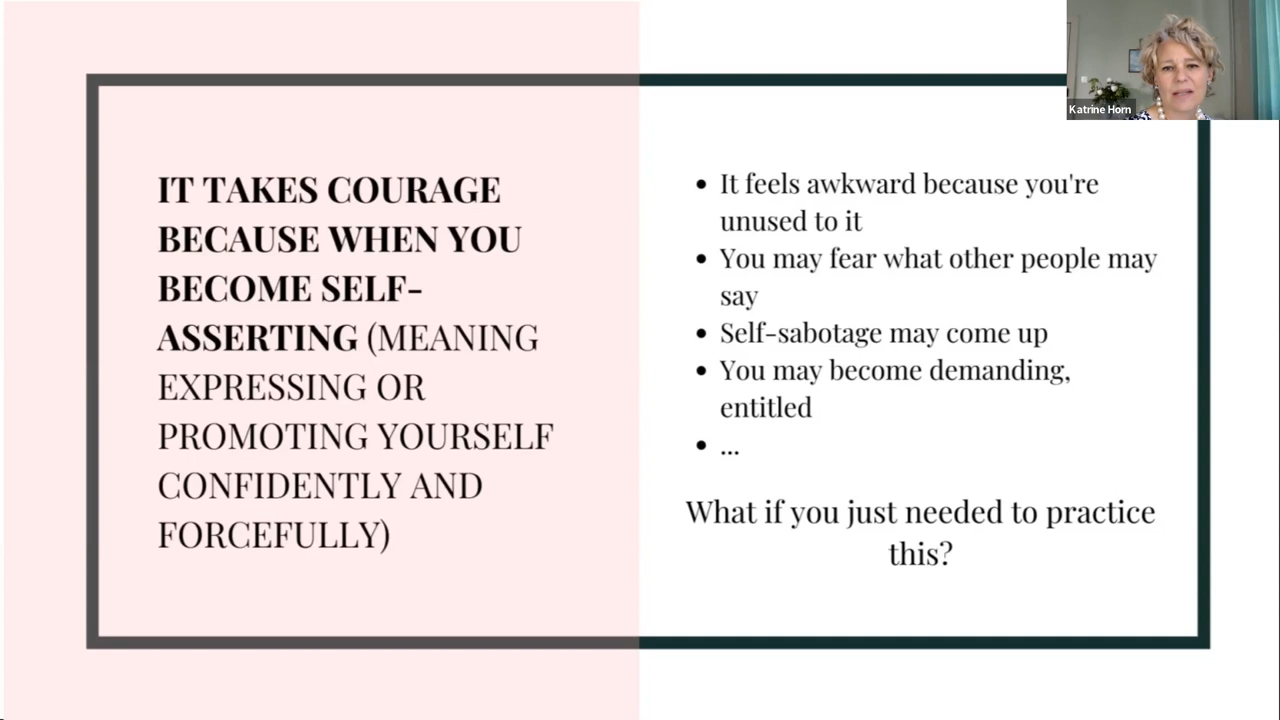 IT TAKES COURAGE
BECAUSE WHEN YOU
BECOME SELF-
ASSERTING (MEANING
EXPRESSING OR
PROMOTING YOURSELF
CONFIDENTLY AND
FORCEFULLY)
• It feels awkward because you're
unused to it
• You may fear what other people may
say
• Self-sabotage may come up
• You may become demanding,
entitled
• ...
What if you just needed to practice
this?
Katrine Horn